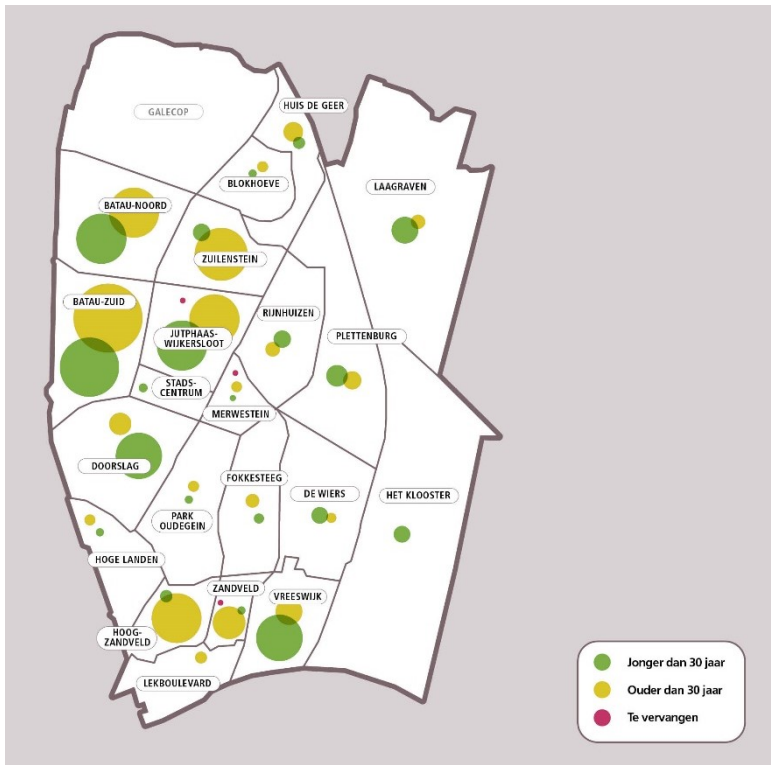 GALECOP
HUIS DE GEER
BLOKHOEVE
LAAGRAVEN
BATAU-NOORD
ZUILENSTEIN
BATAU-ZUID
RIJNHUIZEN
JUTPHAAS-
WIJKERSLOOT
PLETTENBURG
STADS-
CENTRUM
MERWESTEIN
DOORSLAG
FOKKESTEEG
DE WIERS
HET KLOOSTER
PARK
OUDEGEIN
HOGE LANDEN
ZANDVELD
VREESWIJK
HOOG-
ZANDVELD
LEKBOULEVARD
Jonger dan 30 jaar
Ouder dan 30 jaar
Te vervangen